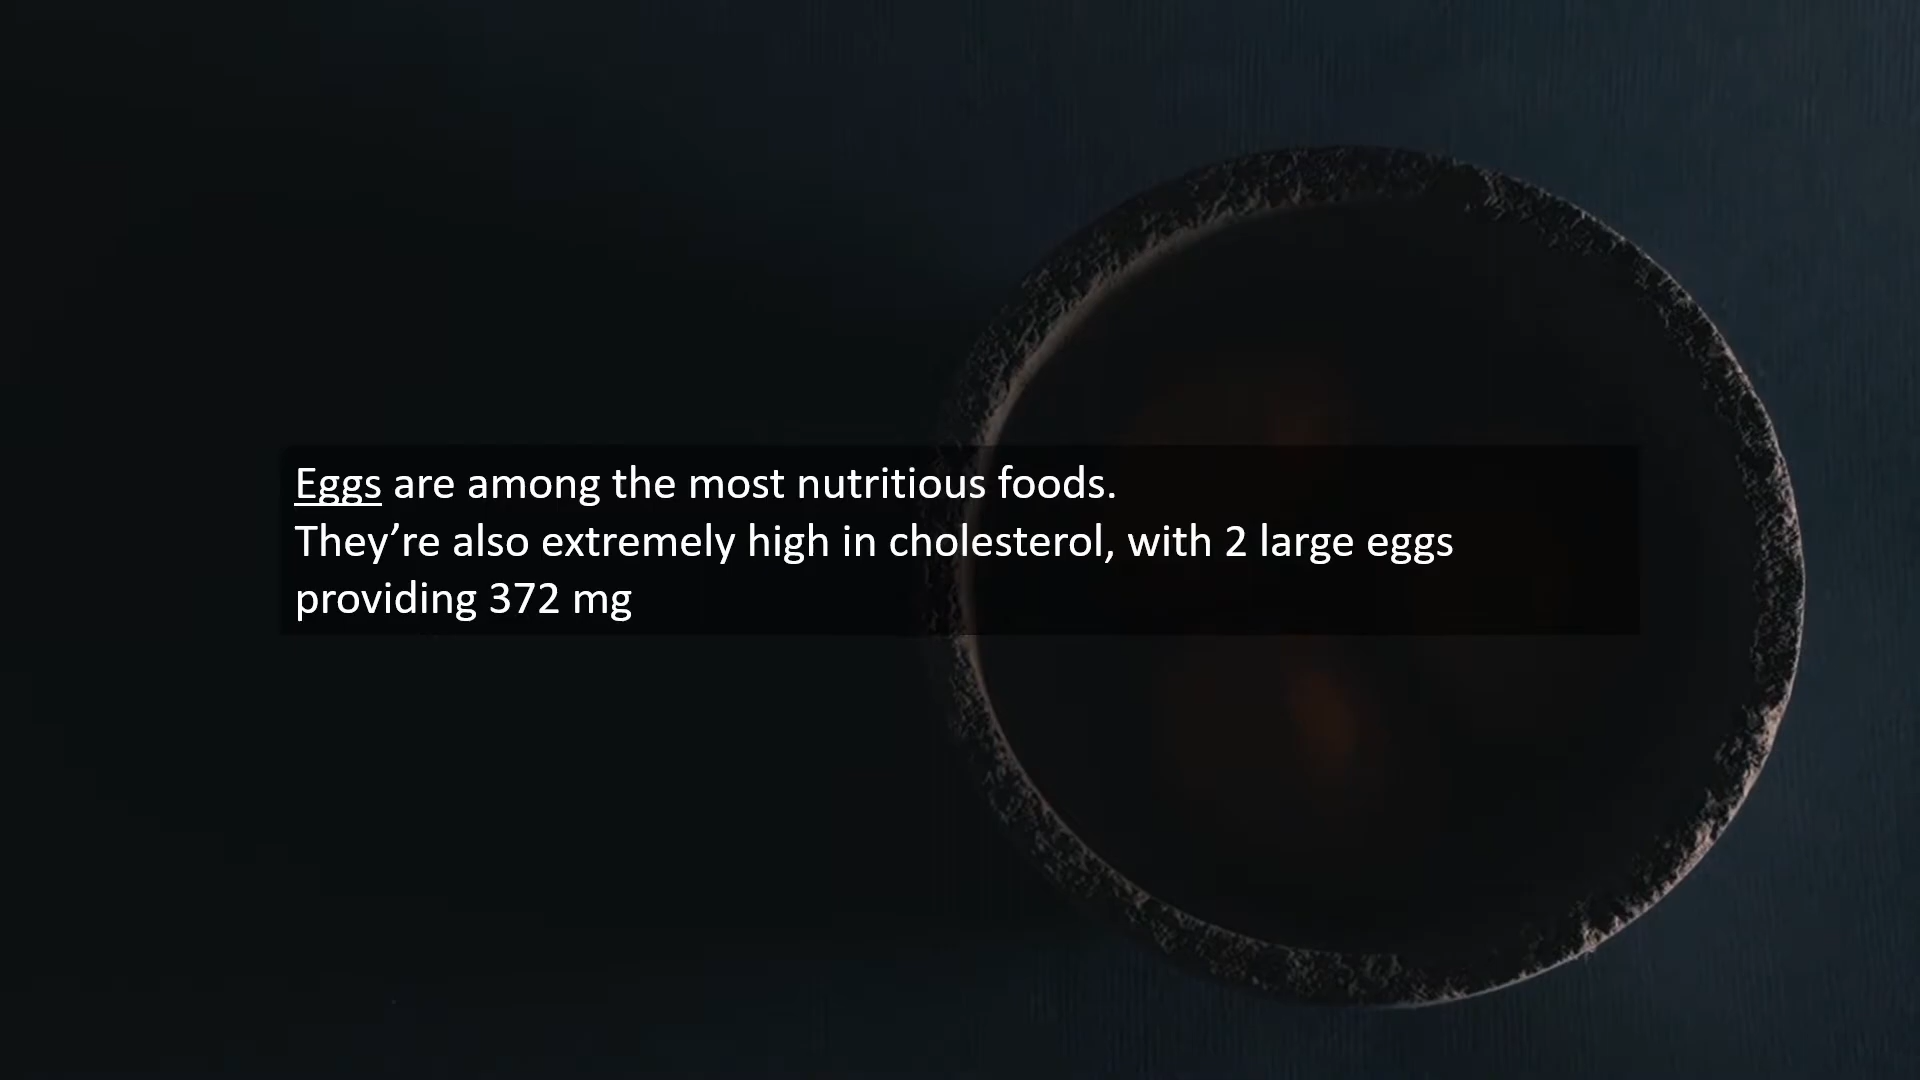 Eggs are among the most nutritious foods.
They’re also extremely high in cholesterol, with 2 large eggs
providing 372 mg